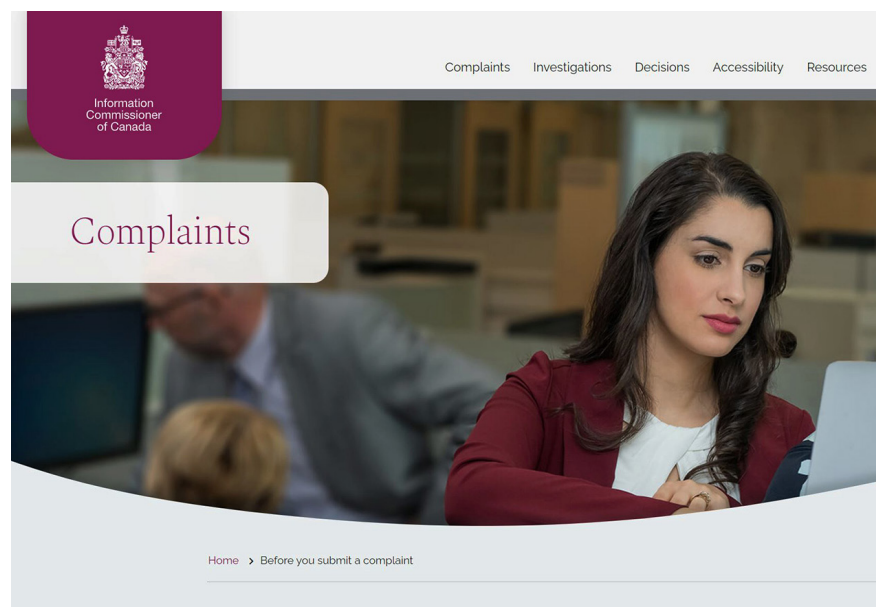 Information
Commissioner
of Canada
Complaints Investigations Decisions Accessibility Resources
Complaints
Home > Before you submit a complaint